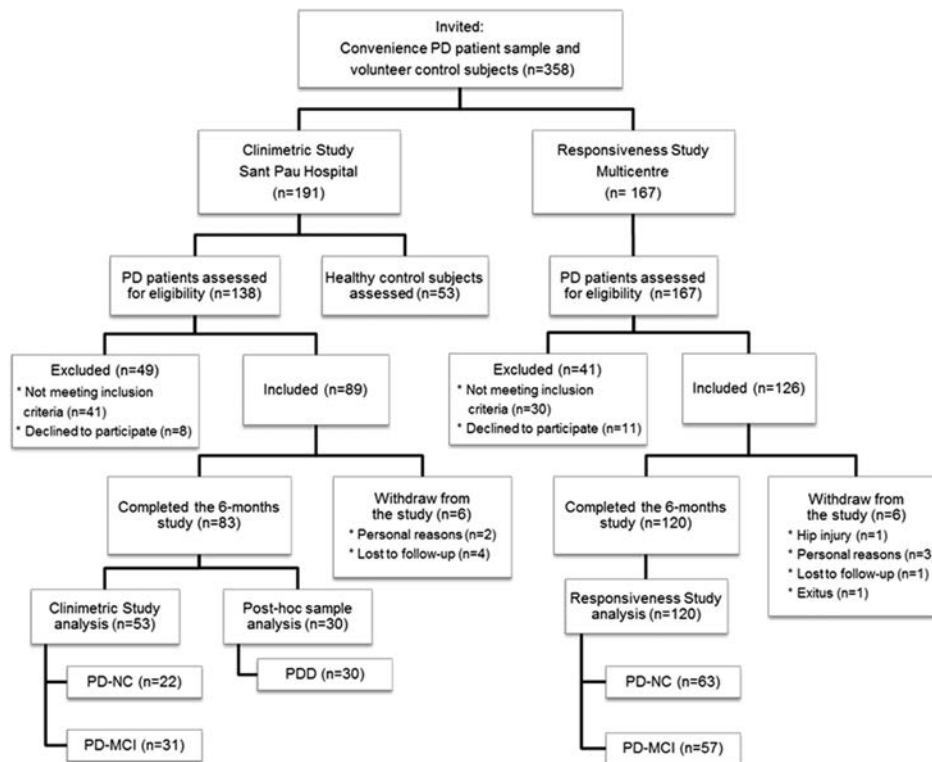 Invited:
Convenience PD patient sample and
volunteer control subjects (n=358)
Clinimetric Study
Sant Pau Hospital
(n=191)
Responsiveness Study
Multicentre
(n= 167)
PD patients assessed
for eligibility (n=138)
Healthy control subjects
assessed (n=53)
PD patients assessed
for eligibility (n=167)
Excluded (n=49)
* Not meeting inclusion
criteria (n=41)
* Declined to participate (n=8)
Included (n=89)
Excluded (n=41)
* Not meeting inclusion
criteria (n=30)
* Declined to participate (n=11)
Included (n=126)
Completed the 6-months
study (n=83)
Withdraw from
the study (n=6)
* Personal reasons (n=2)
* Lost to follow-up (n=4)
Completed the 6-months
study (n=120)
Withdraw from
the study (n=6)
* Hip injury (n=1)
* Personal reasons (n=3
* Lost to follow-up (n=1)
* Exitus (n=1)
Clinimetric Study
analysis (n=53)
Post-hoc sample
analysis (n=30)
Responsiveness Study
analysis (n=120)
PD-NC (n=22)
PDD (n=30)
PD-NC (n=63)
PD-MCI (n=31)
PD-MCI (n=57)